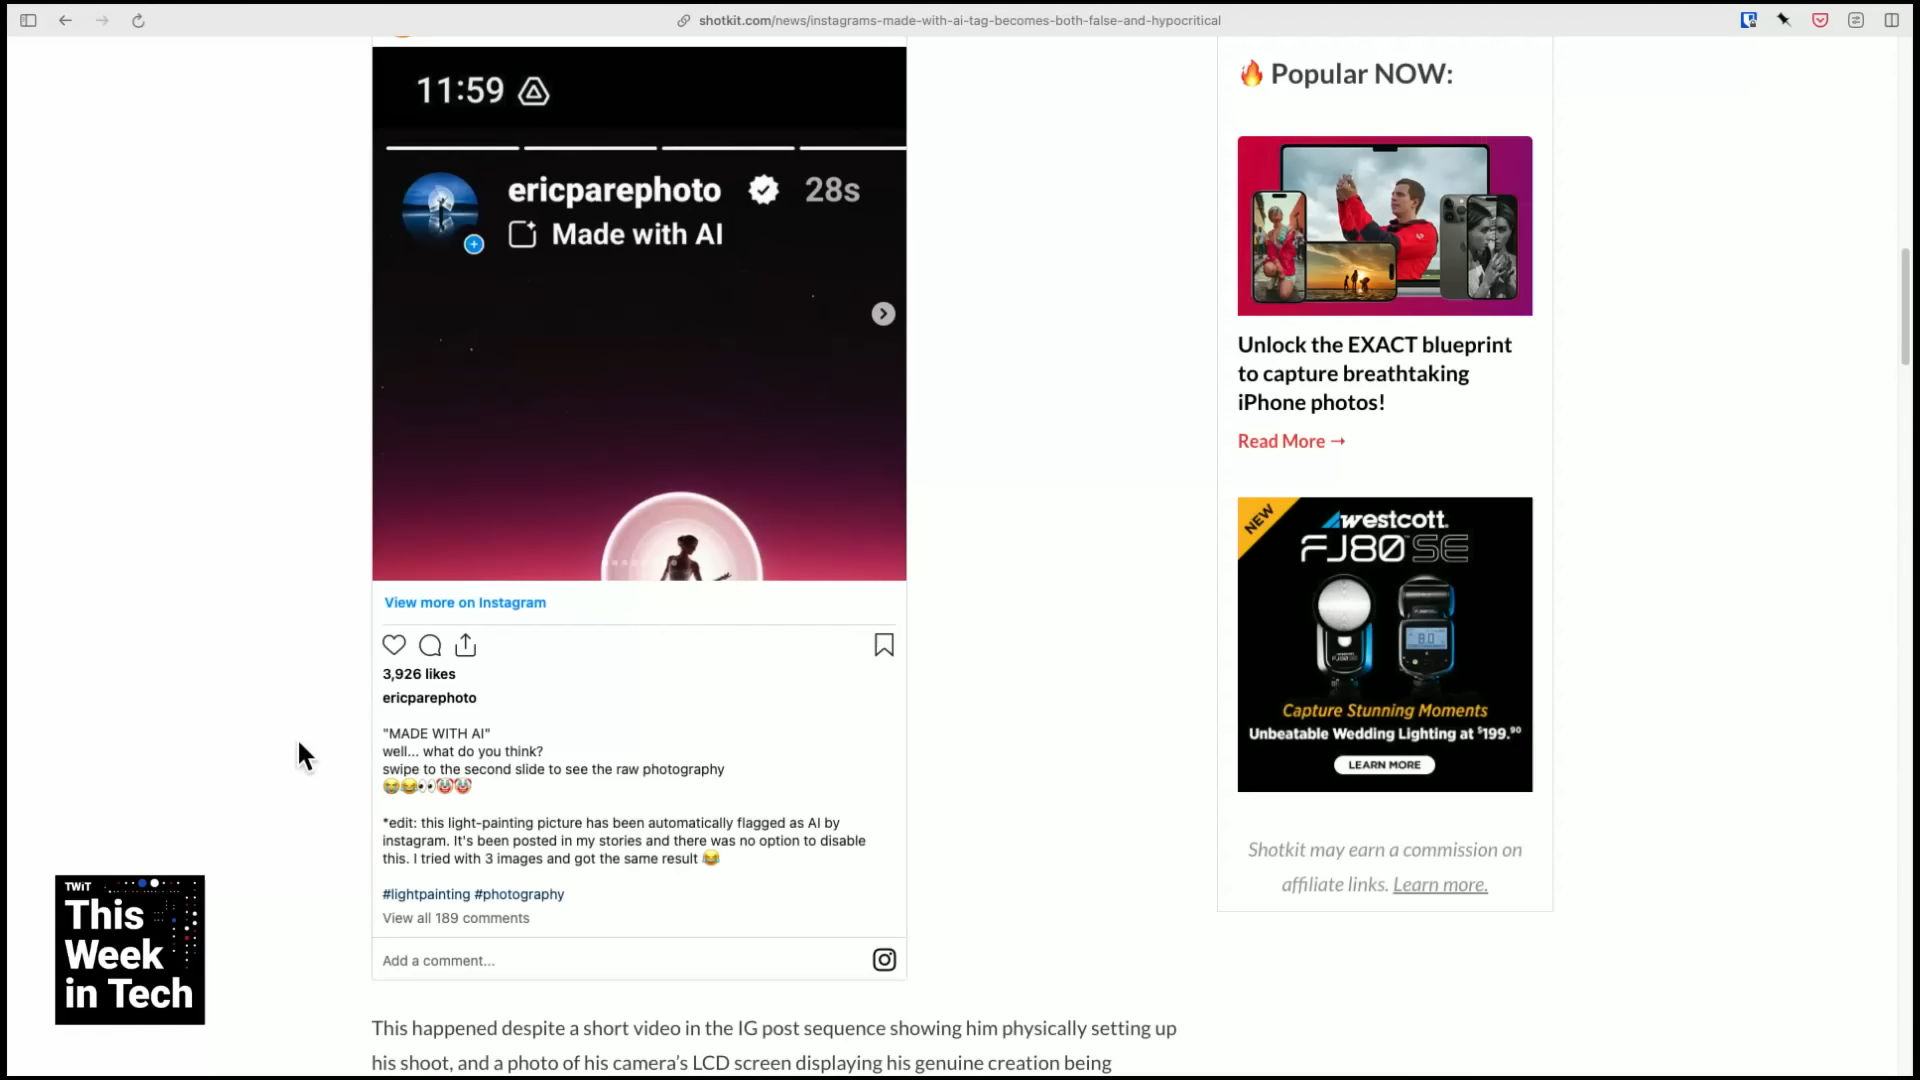 shotkit.com/news/instagrams-made-with-ai-tag-becomes-both-false-and-hypocritical
11:59
ericparephoto 28s
Made with AI
View more on Instagram
3,926 likes
ericparephoto
"MADE WITH AI"
well... what do you think?
swipe to the second slide to see the raw photography
😭😂👀🤡🤡
*edit: this light-painting picture has been automatically flagged as AI by
instagram. It's been posted in my stories and there was no option to disable
this. I tried with 3 images and got the same result 😂
#lightpainting #photography
View all 189 comments
Add a comment...
This happened despite a short video in the IG post sequence showing him physically setting up
his shoot, and a photo of his camera’s LCD screen displaying his genuine creation being
🔥 Popular NOW:
Unlock the EXACT blueprint
to capture breathtaking
iPhone photos!
Read More →
NEW
westcott.
FJ80 SE
8.0
Capture Stunning Moments
Unbeatable Wedding Lighting at $199.90
LEARN MORE
Shotkit may earn a commission on
affiliate links. Learn more.
TWiT
This
Week
in Tech